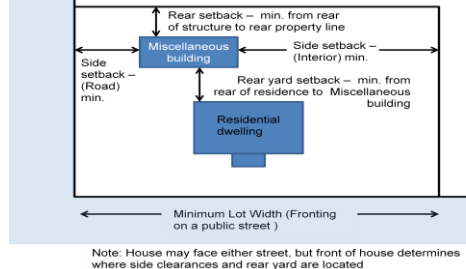 Rear setback – min. from rear
of structure to rear property line
Miscellaneous
building
Side setback –
(Interior) min.
Side
setback –
(Road)
min.
Rear yard setback – min. from
rear of residence to Miscellaneous
building
Residential
dwelling
Minimum Lot Width (Fronting
on a public street )
Note: House may face either street, but front of house determines
where side clearances and rear yard are located